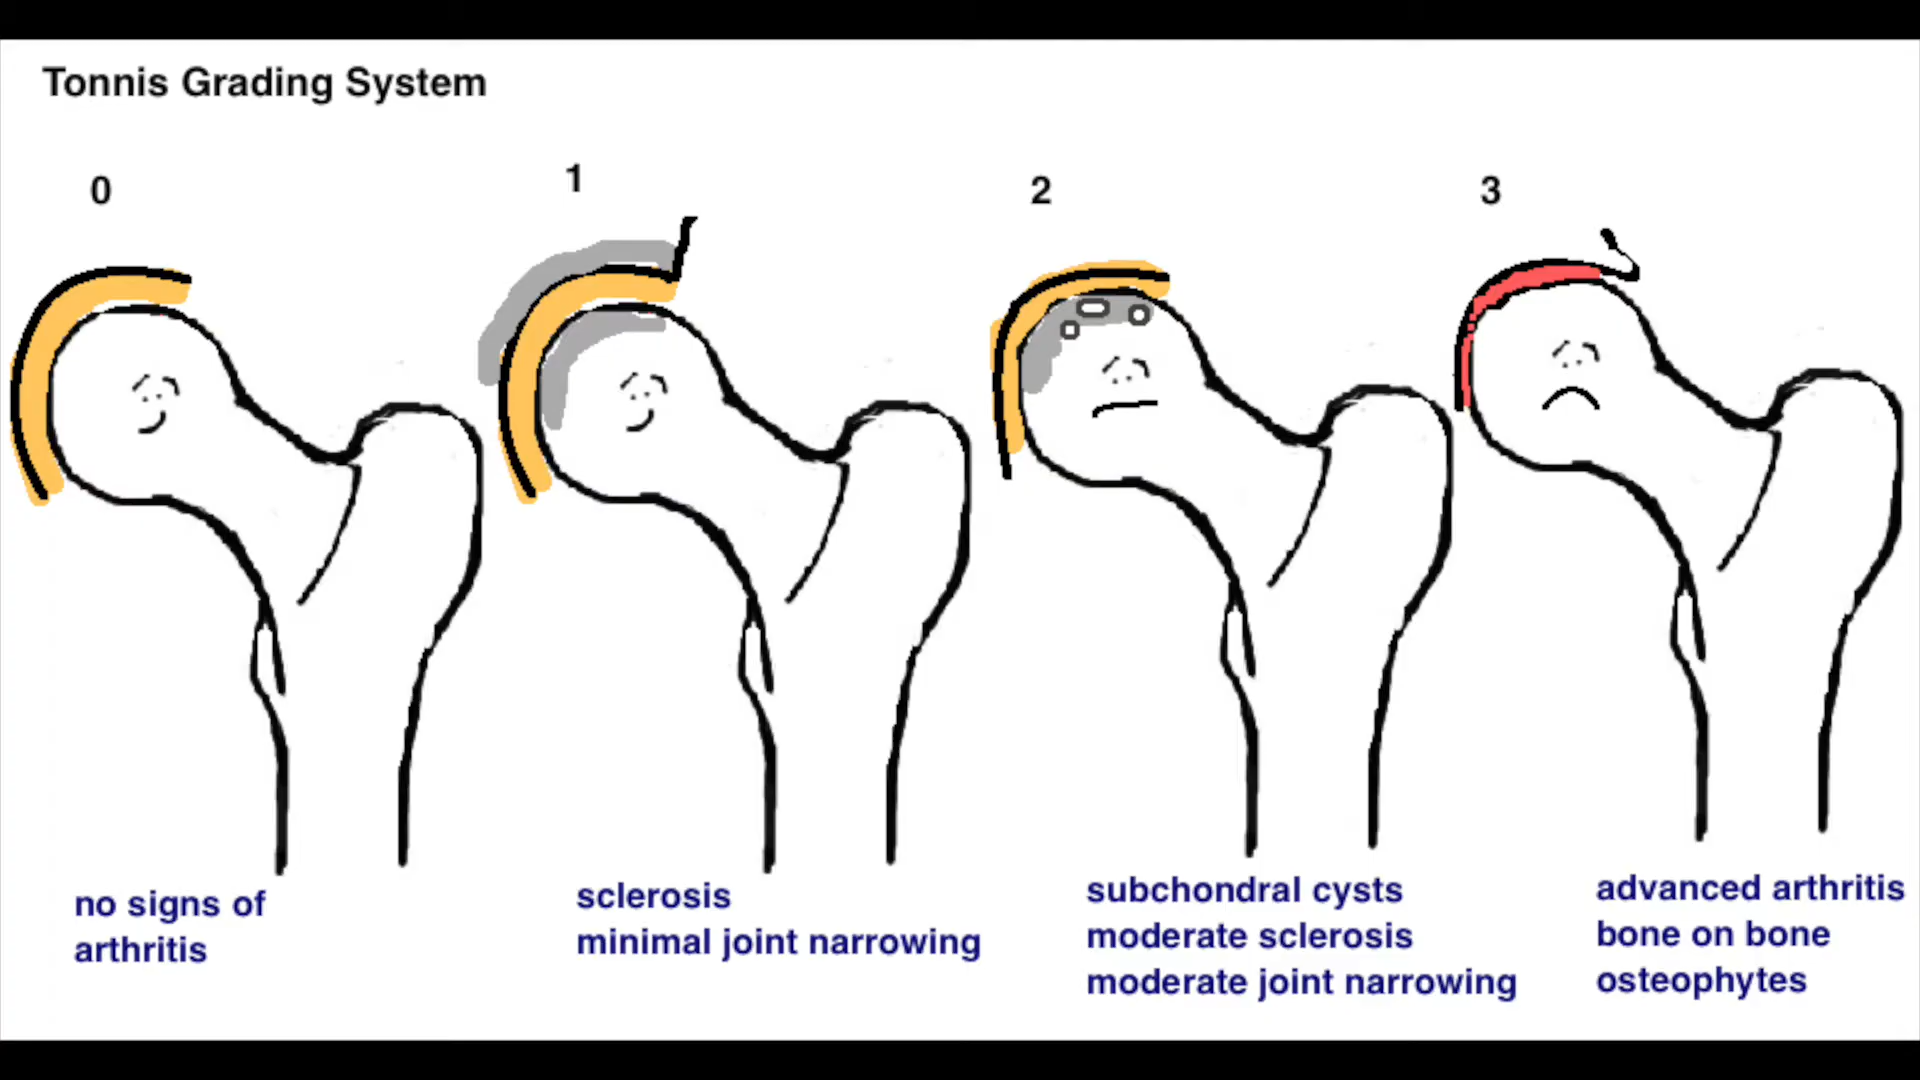 Tonnis Grading System
0
1
2
3
no signs of
arthritis
sclerosis
minimal joint narrowing
subchondral cysts
moderate sclerosis
moderate joint narrowing
advanced arthritis
bone on bone
osteophytes